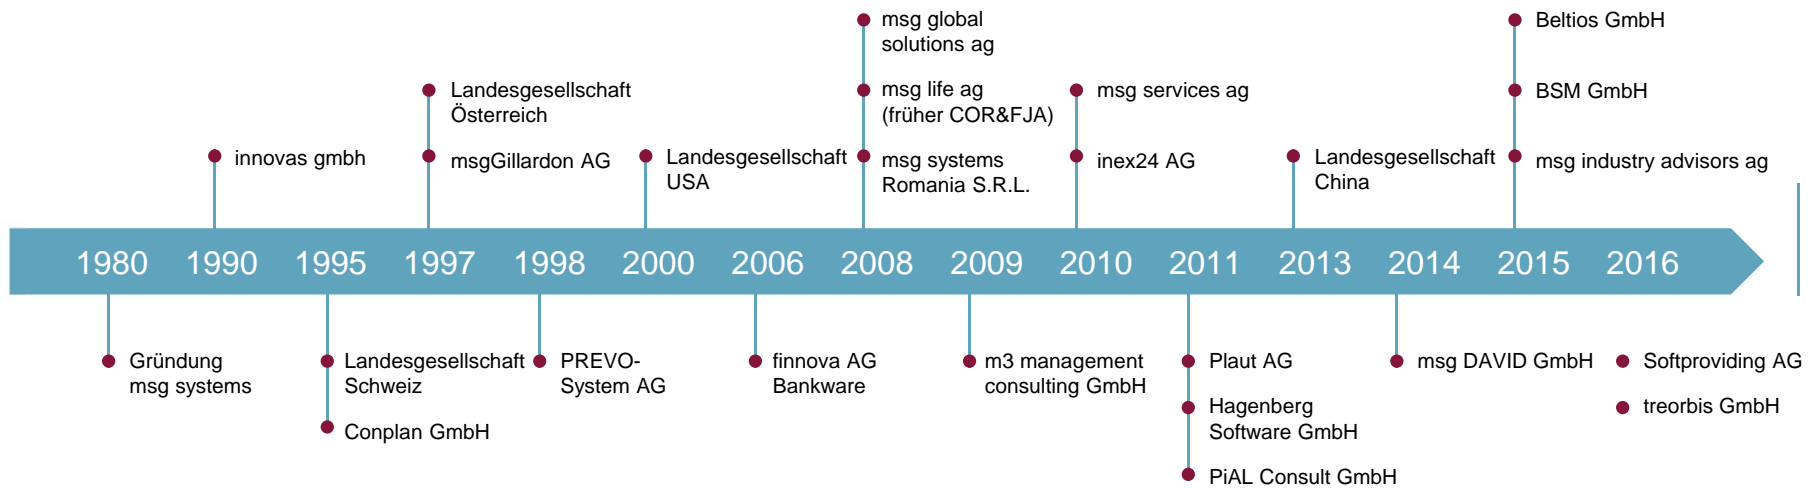 msg global
solutions ag
Beltios GmbH
Landesgesellschaft
Österreich
msg life ag
(früher COR&FJA)
msg services ag
BSM GmbH
innovas gmbh
msgGillardon AG
Landesgesellschaft
USA
msg systems
Romania S.R.L.
inex24 AG
Landesgesellschaft
China
msg industry advisors ag
1980 1990 1995 1997 1998 2000 2006 2008 2009 2010 2011 2013 2014 2015 2016
Gründung
msg systems
Landesgesellschaft
Schweiz
PREVO-
System AG
finnova AG
Bankware
m3 management
consulting GmbH
Plaut AG
msg DAVID GmbH
Softproviding AG
Conplan GmbH
Hagenberg
Software GmbH
treorbis GmbH
PiAL Consult GmbH